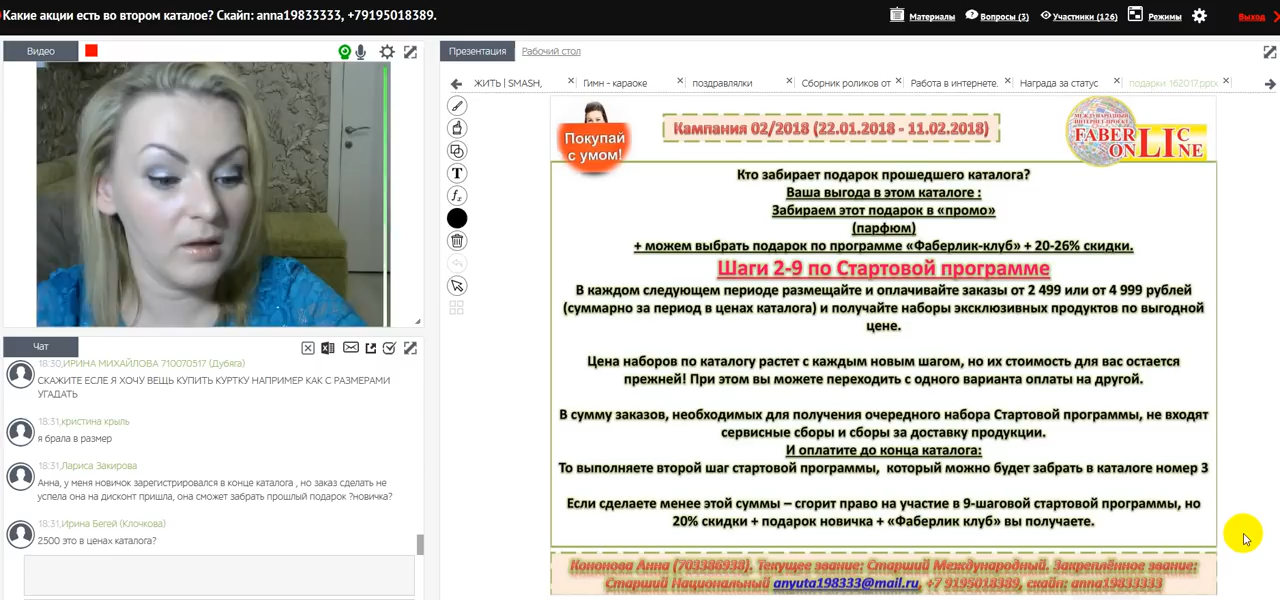 Какие акции есть во втором каталое? Скайп: anna19833333, +79195018389.
Материалы
Вопросы (3)
Участники (126)
Режимы
Выход
Видео
Презентация
Рабочий стол
ЖИТЬ | SMASH,
Гимн - караоке
поздравлялки
Сборник роликов от
Работа в интернете.
Награда за статус
подарки 162017.pptx
Покупай
с умом!
Кампания 02/2018 (22.01.2018 - 11.02.2018)
МЕЖДУНАРОДНЫЙ
ИНТЕРНЕТ-ПРОЕКТ
FABERLIC
ONLINE
Кто забирает подарок прошедшего каталога?
Ваша выгода в этом каталоге :
Забираем этот подарок в «промо»
(парфюм)
+ можем выбрать подарок по программе «Фаберлик-клуб» + 20-26% скидки.
Шаги 2-9 по Стартовой программе
В каждом следующем периоде размещайте и оплачивайте заказы от 2 499 или от 4 999 рублей
(суммарно за период в ценах каталога) и получайте наборы эксклюзивных продуктов по выгодной
цене.
Цена наборов по каталогу растет с каждым новым шагом, но их стоимость для вас остается
прежней! При этом вы можете переходить с одного варианта оплаты на другой.
В сумму заказов, необходимых для получения очередного набора Стартовой программы, не входят
сервисные сборы и сборы за доставку продукции.
И оплатите до конца каталога:
То выполняете второй шаг стартовой программы, который можно будет забрать в каталоге номер 3
Если сделаете менее этой суммы – сгорит право на участие в 9-шаговой стартовой программы, но
20% скидки + подарок новичка + «Фаберлик клуб» вы получаете.
Кононова Анна (703386938), Текущее звание: Старший Международный. Закреплённое звание:
Старший Национальный anyuta198333@mail.ru, +7 9195018389, скайп: anna19833333
Чат
18:30, ИРИНА МИХАЙЛОВА 710070517 (Дубяга)
СКАЖИТЕ ЕСЛЕ Я ХОЧУ ВЕЩЬ КУПИТЬ КУРТКУ НАПРИМЕР КАК С РАЗМЕРАМИ
УГАДАТЬ
18:31, кристина крыль
я брала в размер
18:31, Лариса Закирова
Анна, у меня новичок зарегистрировался в конце каталога , но заказ сделать не
успела она на дисконт пришла, она сможет забрать прошлый подарок ?новичка?
18:31, Ирина Бегей (Клочкова)
2500 это в ценах каталога?